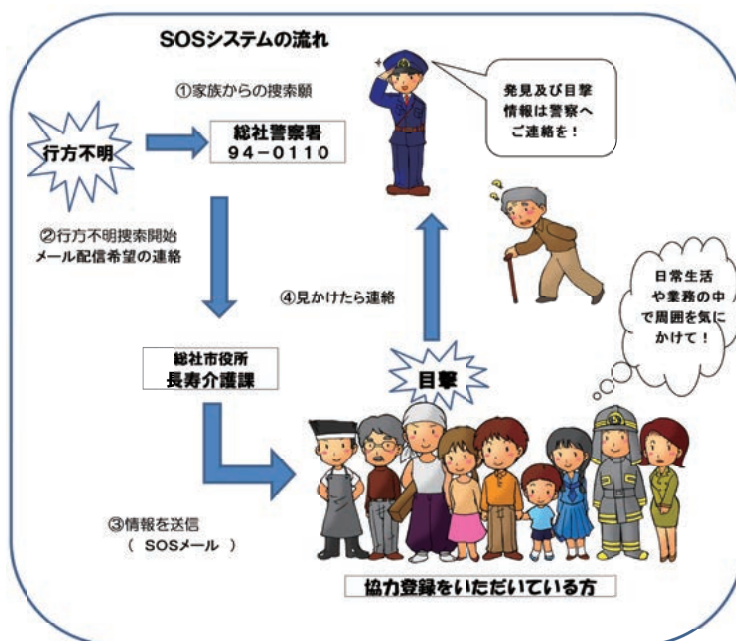 SOSシステムの流れ
①家族からの捜索願
行方不明
総社警察署
94-0110
発見及び目撃
情報は警察へ
ご連絡を!
②行方不明捜索開始
メール配信希望の連絡
④見かけたら連絡
日常生活
や業務の中
で周囲を気に
かけて!
総社市役所
長寿介護課
目撃
③情報を送信
( SOSメール )
協力登録をいただいている方